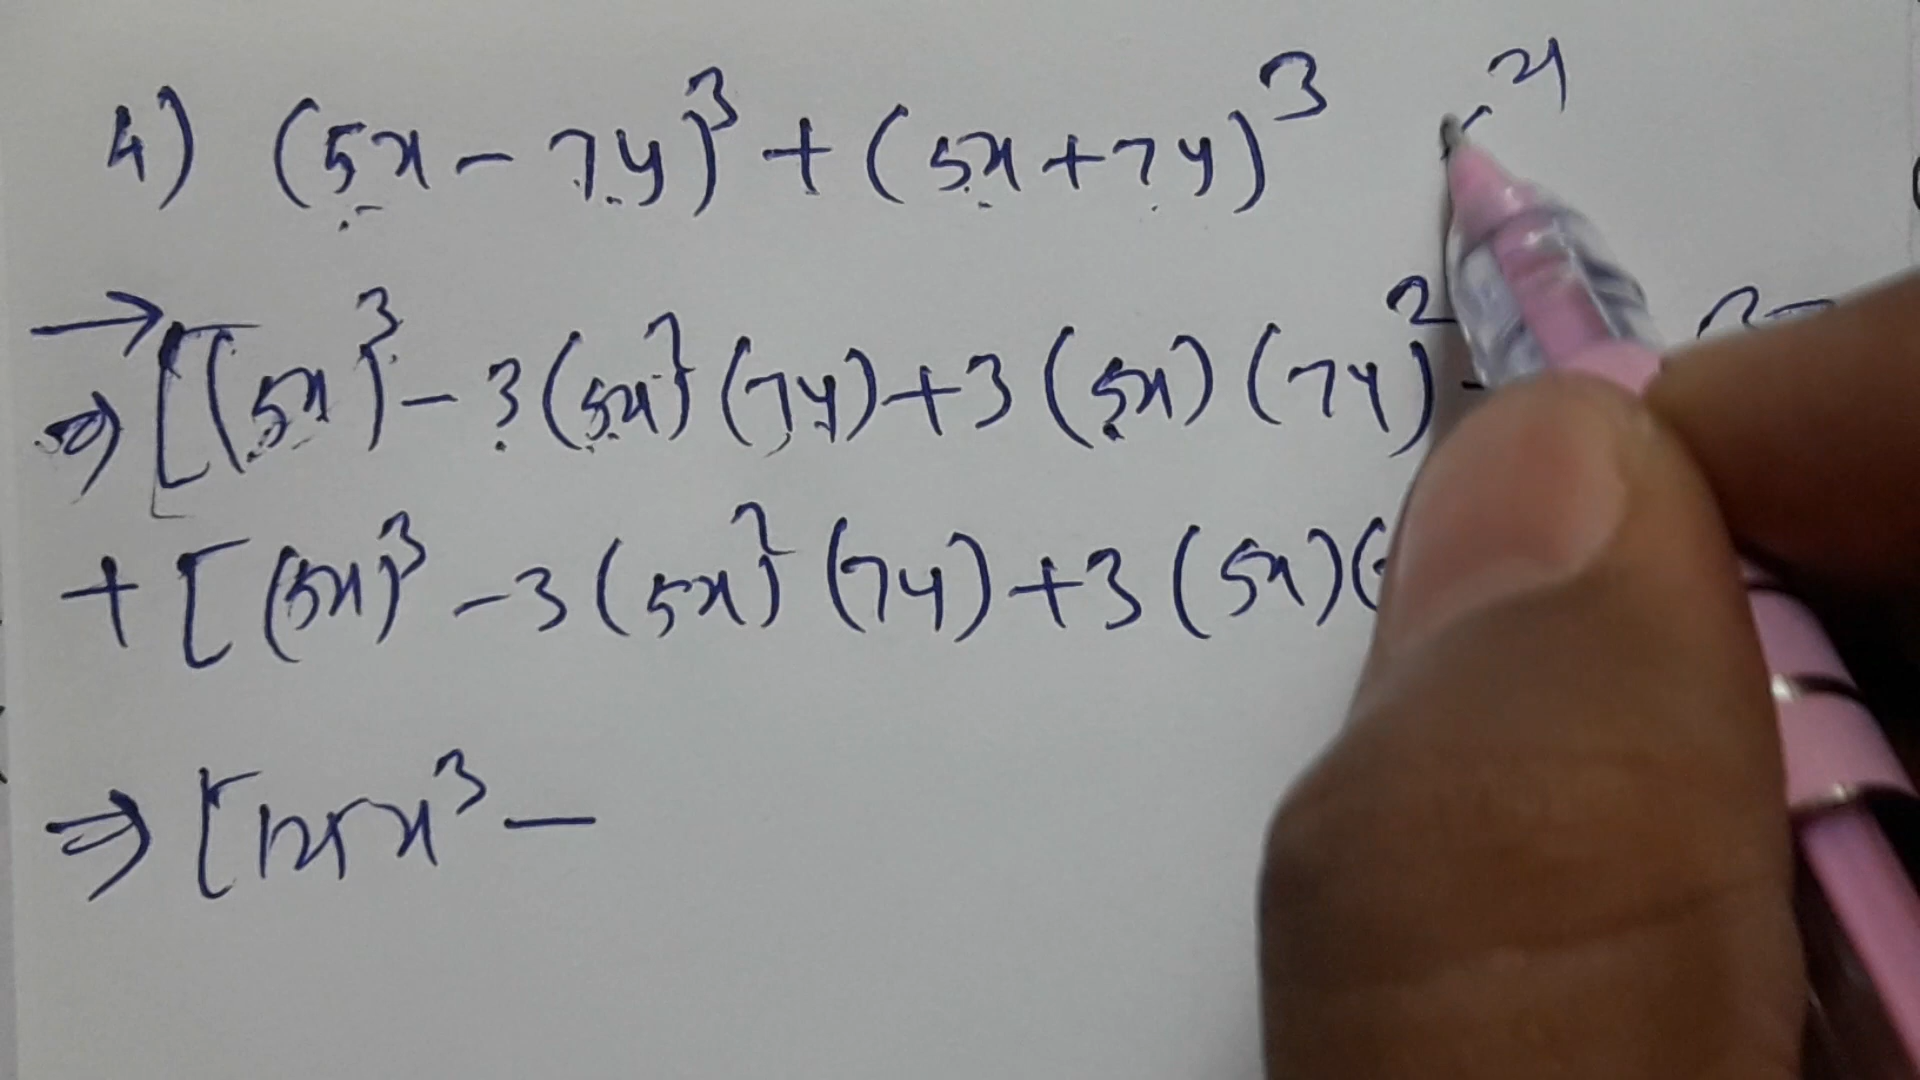 4) (5x - 7y)³ + (5x + 7y)³
⇒ [(5x)³ - 3(5x)² (7y) + 3 (5x) (7y)² -
+ [(5x)³ - 3(5x)² (7y) + 3 (5x)(
⇒ [125x³ -